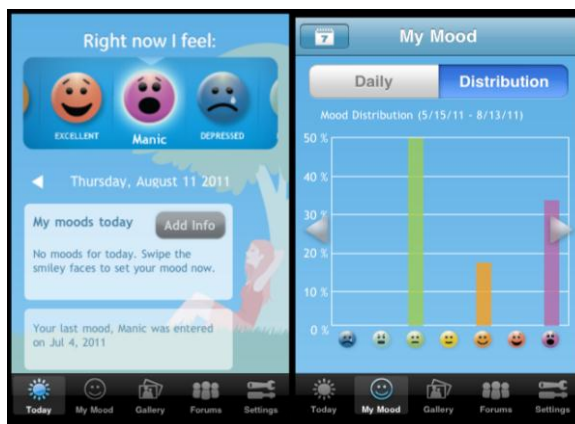 Right now I feel:
EXCELLENT
Manic
DEPRESSED
Thursday, August 11 2011
My moods today
Add Info
No moods for today. Swipe the
smiley faces to set your mood now.
Your last mood, Manic was entered
on Jul 4, 2011
Today
My Mood
Gallery
Forums
Settings
7
My Mood
Daily
Distribution
Mood Distribution (5/15/11 - 8/13/11)
50 %
40 %
30 %
20 %
10 %
0 %
Today
My Mood
Gallery
Forums
Settings